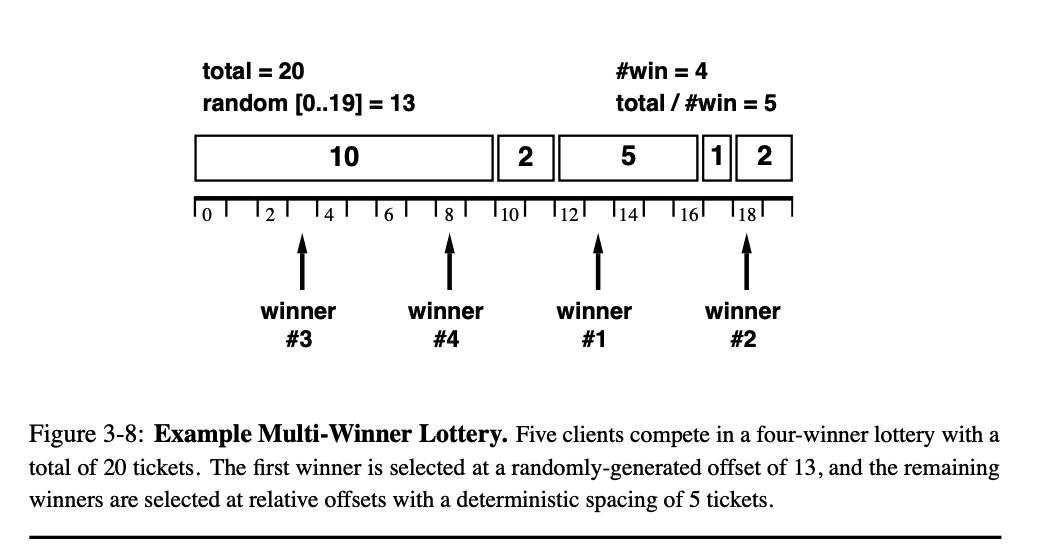 total = 20
random [0..19] = 13
#win = 4
total / #win = 5
10 2 5 1 2
0 2 4 6 8 10 12 14 16 18
winner winner winner winner
#3 #4 #1 #2
Figure 3-8: Example Multi-Winner Lottery. Five clients compete in a four-winner lottery with a
total of 20 tickets. The first winner is selected at a randomly-generated offset of 13, and the remaining
winners are selected at relative offsets with a deterministic spacing of 5 tickets.